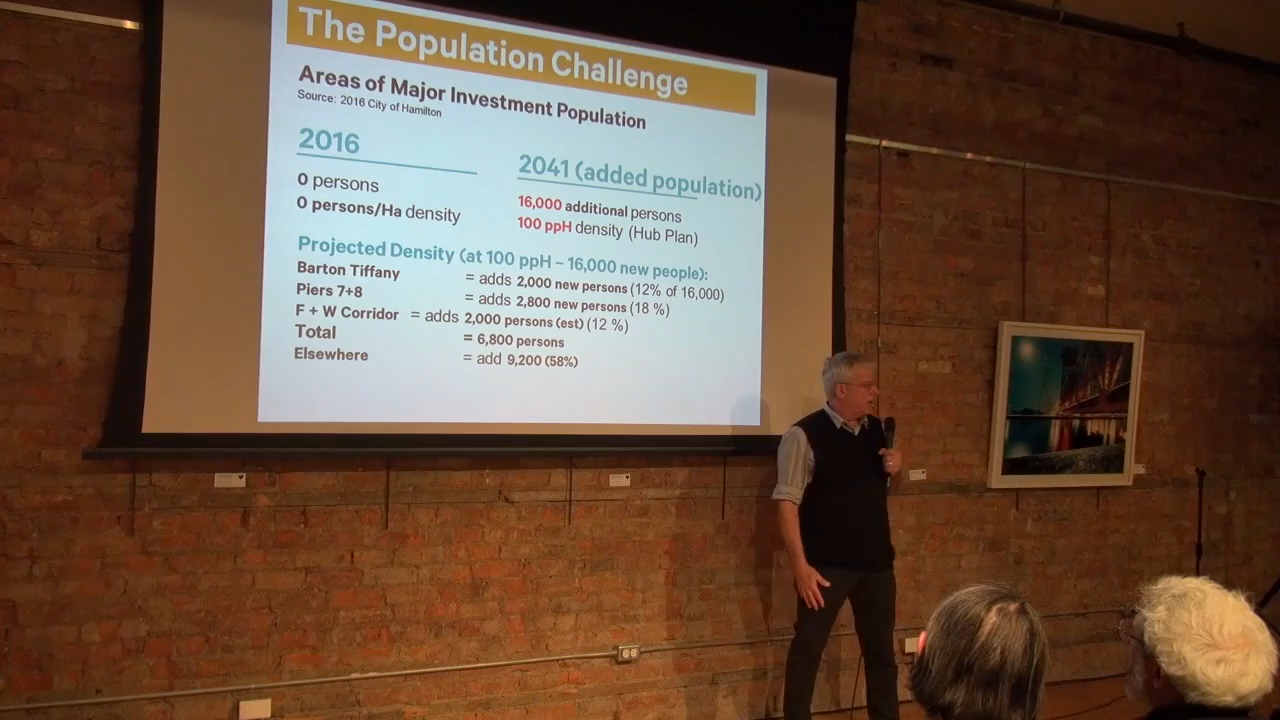 The Population Challenge
Areas of Major Investment Population
Source: 2016 City of Hamilton
2016
0 persons
0 persons/Ha density
2041 (added population)
16,000 additional persons
100 ppH density (Hub Plan)
Projected Density (at 100 ppH – 16,000 new people):
Barton Tiffany = adds 2,000 new persons (12% of 16,000)
Piers 7+8 = adds 2,800 new persons (18 %)
F + W Corridor = adds 2,000 persons (est) (12 %)
Total = 6,800 persons
Elsewhere = add 9,200 (58%)